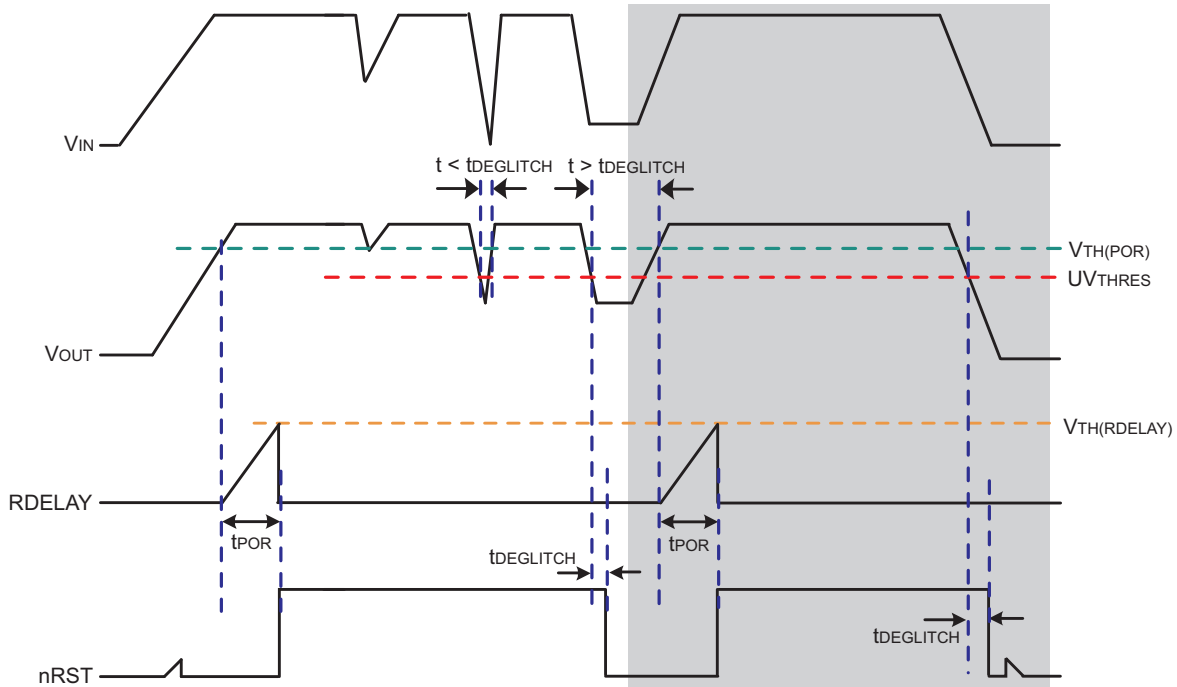 VIN
t < tDEGLITCH
t > tDEGLITCH
VTH(POR)
UVTHRES
VOUT
VTH(RDELAY)
RDELAY
tPOR
tPOR
tDEGLITCH
tDEGLITCH
nRST